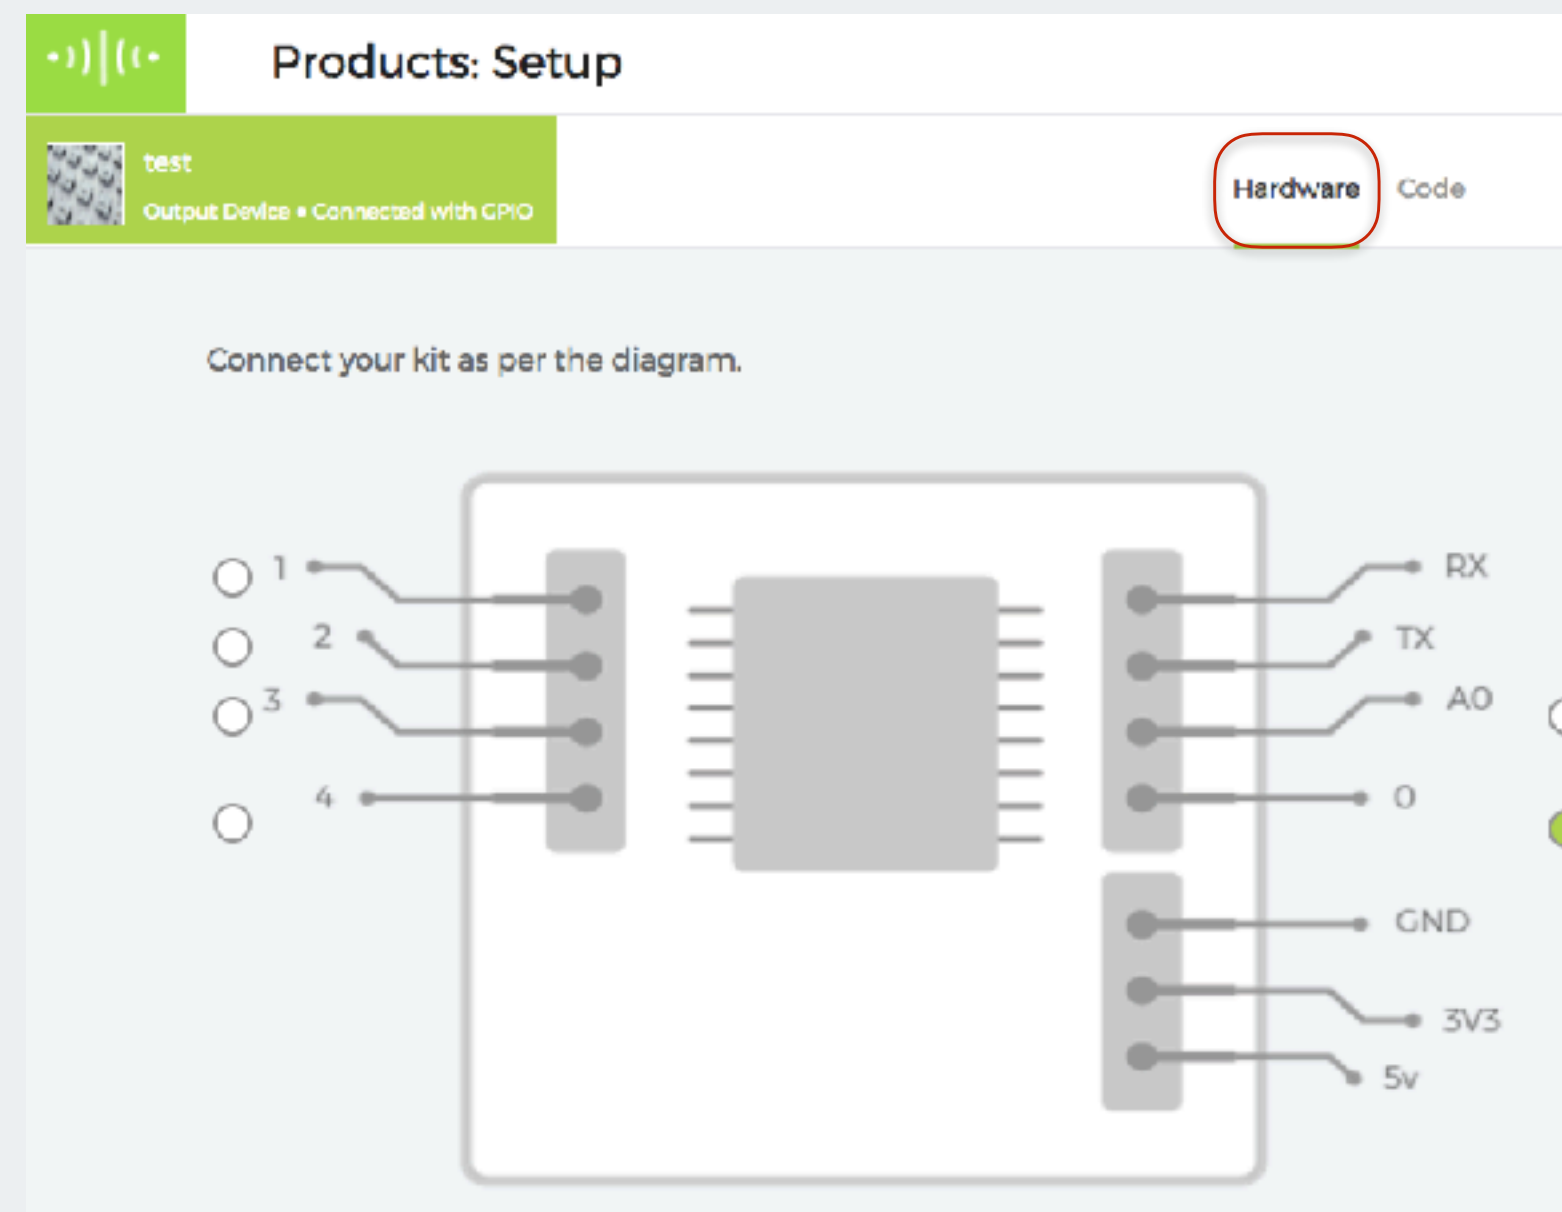 Products: Setup
test
Output Device • Connected with GPIO
Hardware Code
Connect your kit as per the diagram.
1
2
3
4
RX
TX
A0
0
GND
3V3
5v